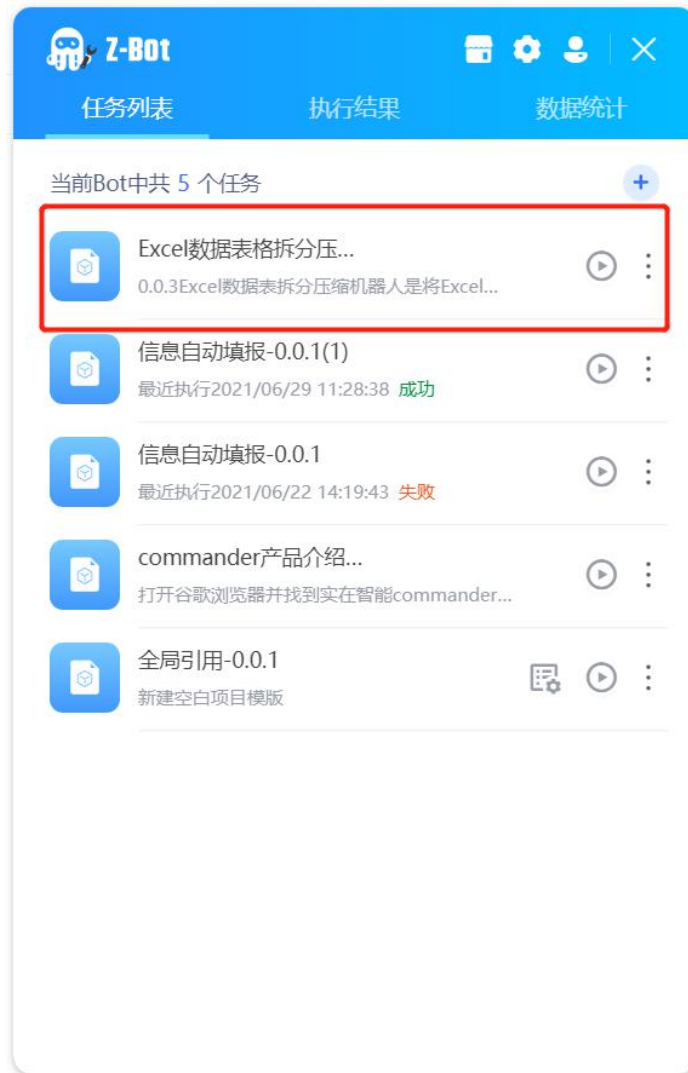 Z-Bot
任务列表 执行结果 数据统计
当前Bot中共 5 个任务
Excel数据表格拆分压...
0.0.3Excel数据表拆分压缩机器人是将Excel...
信息自动填报-0.0.1(1)
最近执行2021/06/29 11:28:38 成功
信息自动填报-0.0.1
最近执行2021/06/22 14:19:43 失败
commander产品介绍...
打开谷歌浏览器并找到实在智能commander...
全局引用-0.0.1
新建空白项目模版